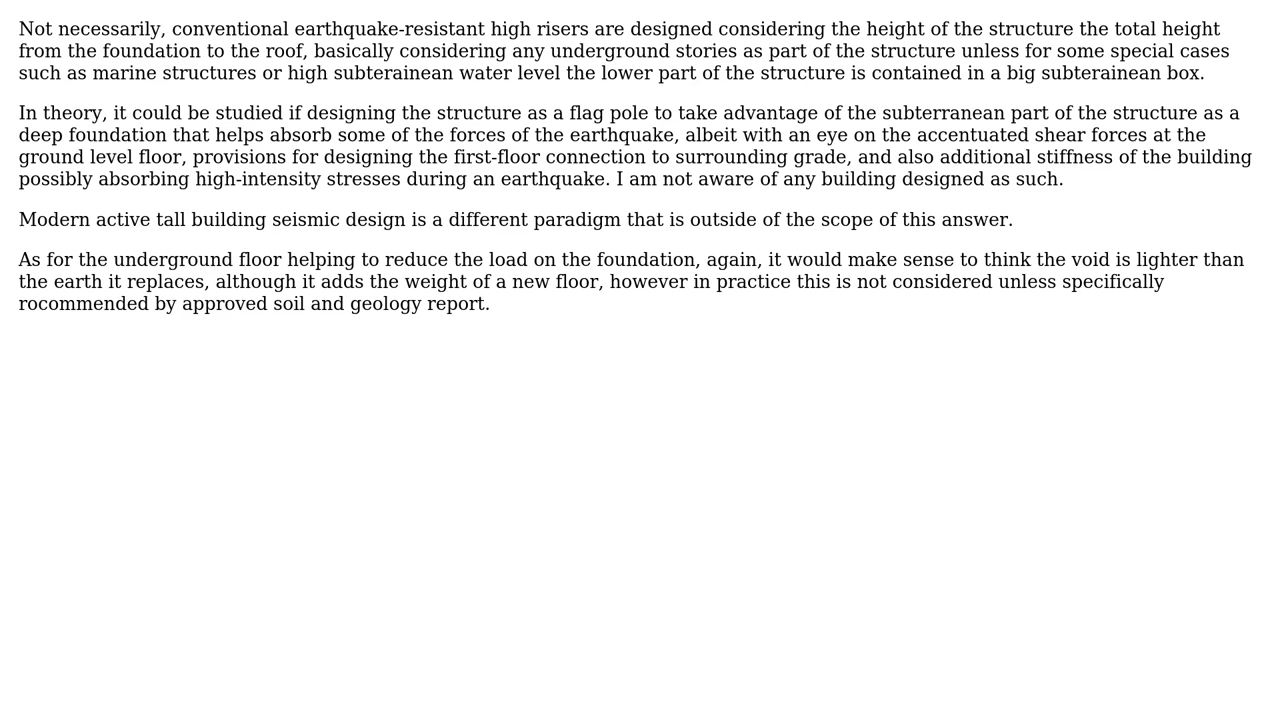 Not necessarily, conventional earthquake-resistant high risers are designed considering the height of the structure the total height
from the foundation to the roof, basically considering any underground stories as part of the structure unless for some special cases
such as marine structures or high subterainean water level the lower part of the structure is contained in a big subterainean box.
In theory, it could be studied if designing the structure as a flag pole to take advantage of the subterranean part of the structure as a
deep foundation that helps absorb some of the forces of the earthquake, albeit with an eye on the accentuated shear forces at the
ground level floor, provisions for designing the first-floor connection to surrounding grade, and also additional stiffness of the building
possibly absorbing high-intensity stresses during an earthquake. I am not aware of any building designed as such.
Modern active tall building seismic design is a different paradigm that is outside of the scope of this answer.
As for the underground floor helping to reduce the load on the foundation, again, it would make sense to think the void is lighter than
the earth it replaces, although it adds the weight of a new floor, however in practice this is not considered unless specifically
rocommended by approved soil and geology report.